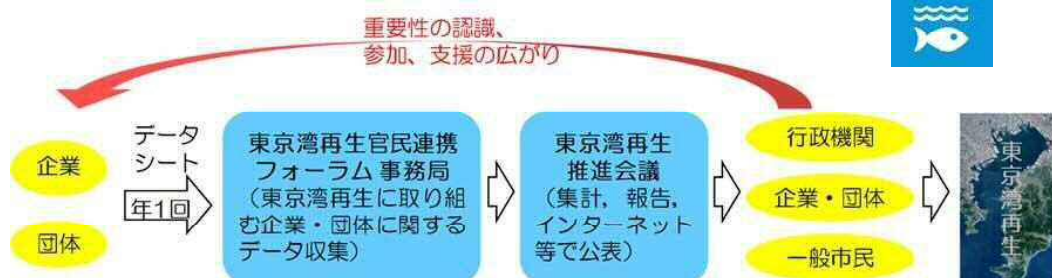 重要性の認識、
参加、支援の広がり
企業
団体
データ
シート
年1回
東京湾再生官民連携
フォーラム 事務局
（東京湾再生に取り組
む企業・団体に関する
データ収集）
東京湾再生
推進会議
（集計，報告，
インターネット
等で公表）
行政機関
企業・団体
一般市民
東京湾再生